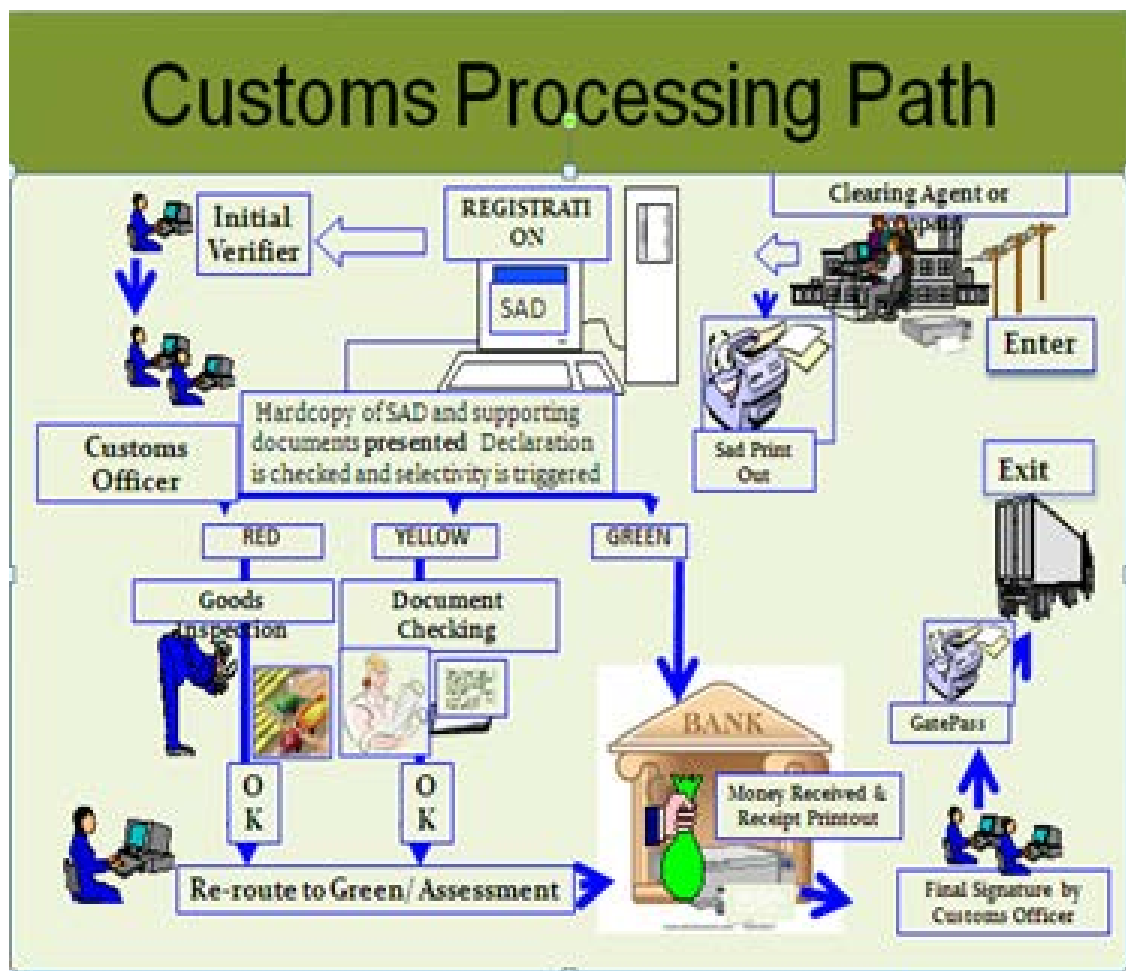 Customs Processing Path
Clearing Agent or
REGISTRATI
ON
Initial
Verifier
SAD
Enter
Hardcopy of SAD and supporting
documents presented Declaration
is checked and selectivity is triggered
Customs
Officer
Sad Print
Out
Exit
RED
YELLOW
GREEN
Goods
Inspection
Document
Checking
GatePass
BANK
O
K
O
K
Money Received &
Receipt Printout
Re-route to Green/ Assessment
Final Signature by
Customs Officer